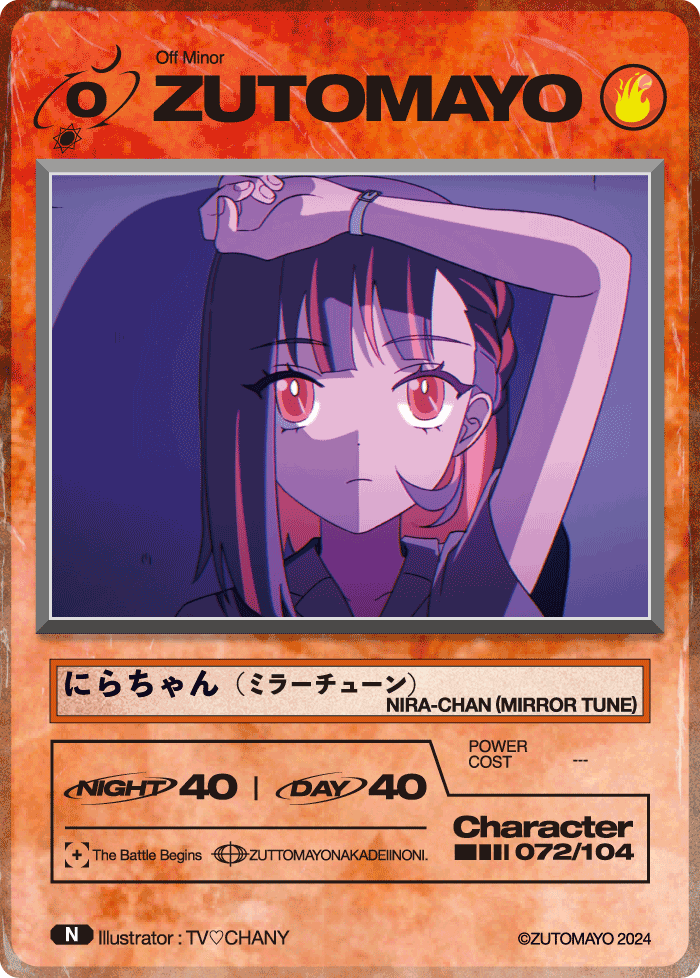 Off Minor
O ZUTOMAYO
にらちゃん（ミラーチューン）
NIRA-CHAN (MIRROR TUNE)
NIGHT 40 | DAY 40
POWER
COST ---
The Battle Begins ZUTTOMAYONAKADEIINONI.
Character
072/104
N Illustrator : TV♡CHANY
©ZUTOMAYO 2024